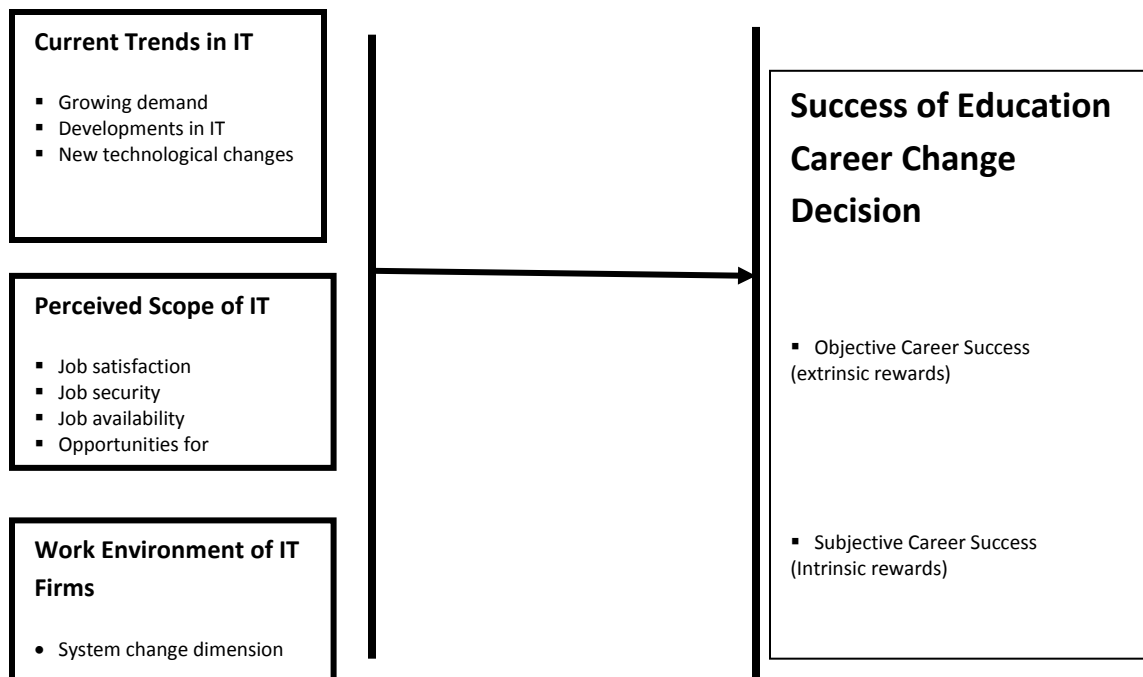 Current Trends in IT
▪ Growing demand
▪ Developments in IT
▪ New technological changes
Perceived Scope of IT
▪ Job satisfaction
▪ Job security
▪ Job availability
▪ Opportunities for
Work Environment of IT
Firms
• System change dimension
Success of Education
Career Change
Decision
▪ Objective Career Success
(extrinsic rewards)
▪ Subjective Career Success
(Intrinsic rewards)